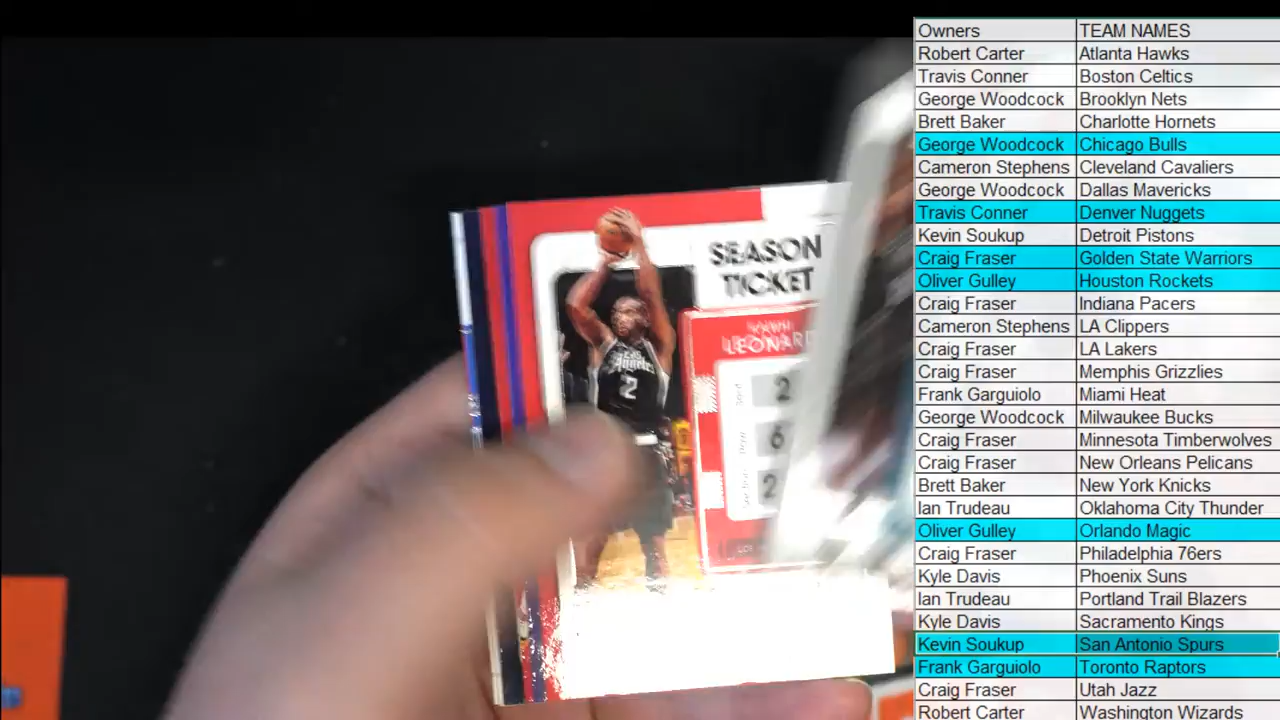 SEASON
TICKET
KAWHI
LEONARD
2
6
2
Los Angeles
2
Owners TEAM NAMES
Robert Carter Atlanta Hawks
Travis Conner Boston Celtics
George Woodcock Brooklyn Nets
Brett Baker Charlotte Hornets
George Woodcock Chicago Bulls
Cameron Stephens Cleveland Cavaliers
George Woodcock Dallas Mavericks
Travis Conner Denver Nuggets
Kevin Soukup Detroit Pistons
Craig Fraser Golden State Warriors
Oliver Gulley Houston Rockets
Craig Fraser Indiana Pacers
Cameron Stephens LA Clippers
Craig Fraser LA Lakers
Craig Fraser Memphis Grizzlies
Frank Garguiolo Miami Heat
George Woodcock Milwaukee Bucks
Craig Fraser Minnesota Timberwolves
Craig Fraser New Orleans Pelicans
Brett Baker New York Knicks
Ian Trudeau Oklahoma City Thunder
Oliver Gulley Orlando Magic
Craig Fraser Philadelphia 76ers
Kyle Davis Phoenix Suns
Ian Trudeau Portland Trail Blazers
Kyle Davis Sacramento Kings
Kevin Soukup San Antonio Spurs
Frank Garguiolo Toronto Raptors
Craig Fraser Utah Jazz
Robert Carter Washington Wizards